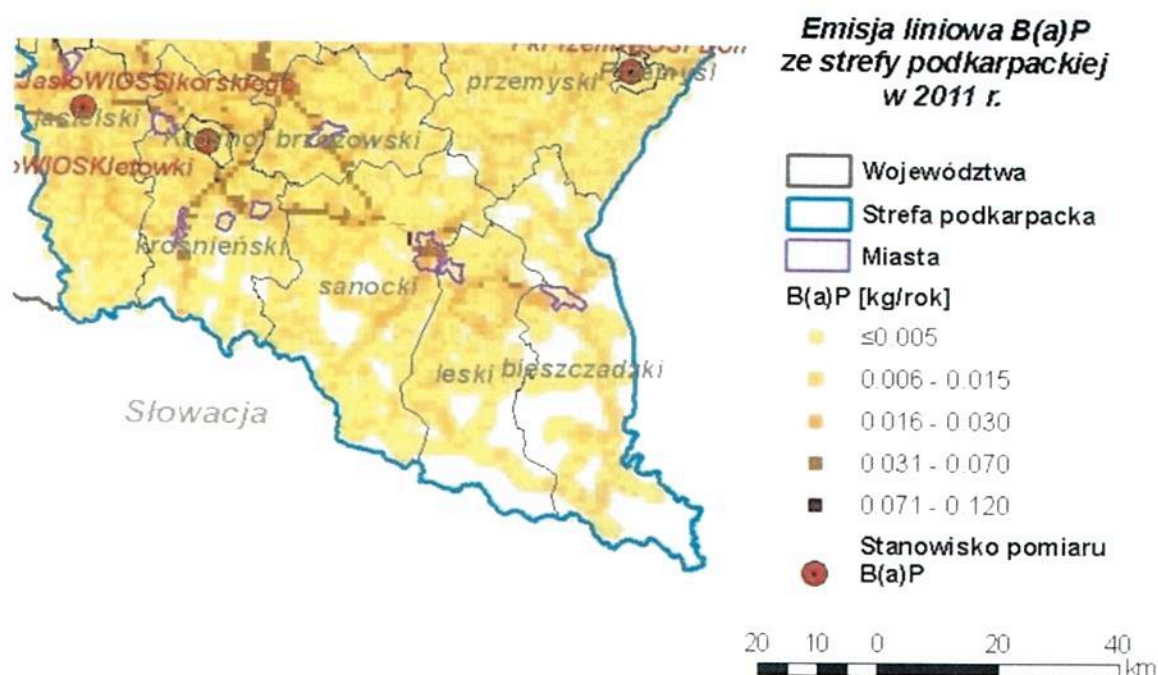 Emisja liniowa B(a)P
ze strefy podkarpackiej
w 2011 r.
Województwa
Strefa podkarpacka
Miasta
B(a)P [kg/rok]
≤0.005
0.006 - 0.015
0.016 - 0.030
0.031 - 0.070
0.071 - 0.120
Stanowisko pomiaru
B(a)P
20 10 0 20 40
km
przemyski
JasłoWIOSSikorskiego
jasielski
brzozowski
krośnieński
sanocki
leski
bieszczadzki
Słowacja